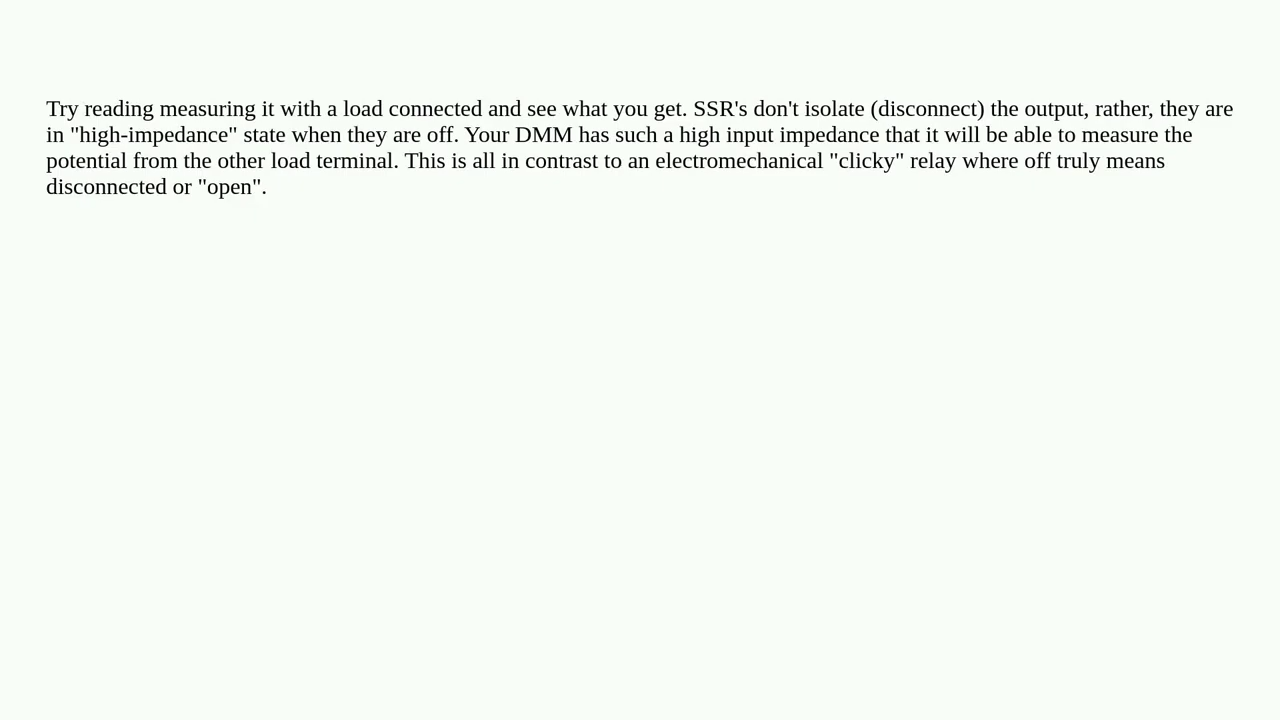 Try reading measuring it with a load connected and see what you get. SSR's don't isolate (disconnect) the output, rather, they are
in "high-impedance" state when they are off. Your DMM has such a high input impedance that it will be able to measure the
potential from the other load terminal. This is all in contrast to an electromechanical "clicky" relay where off truly means
disconnected or "open".